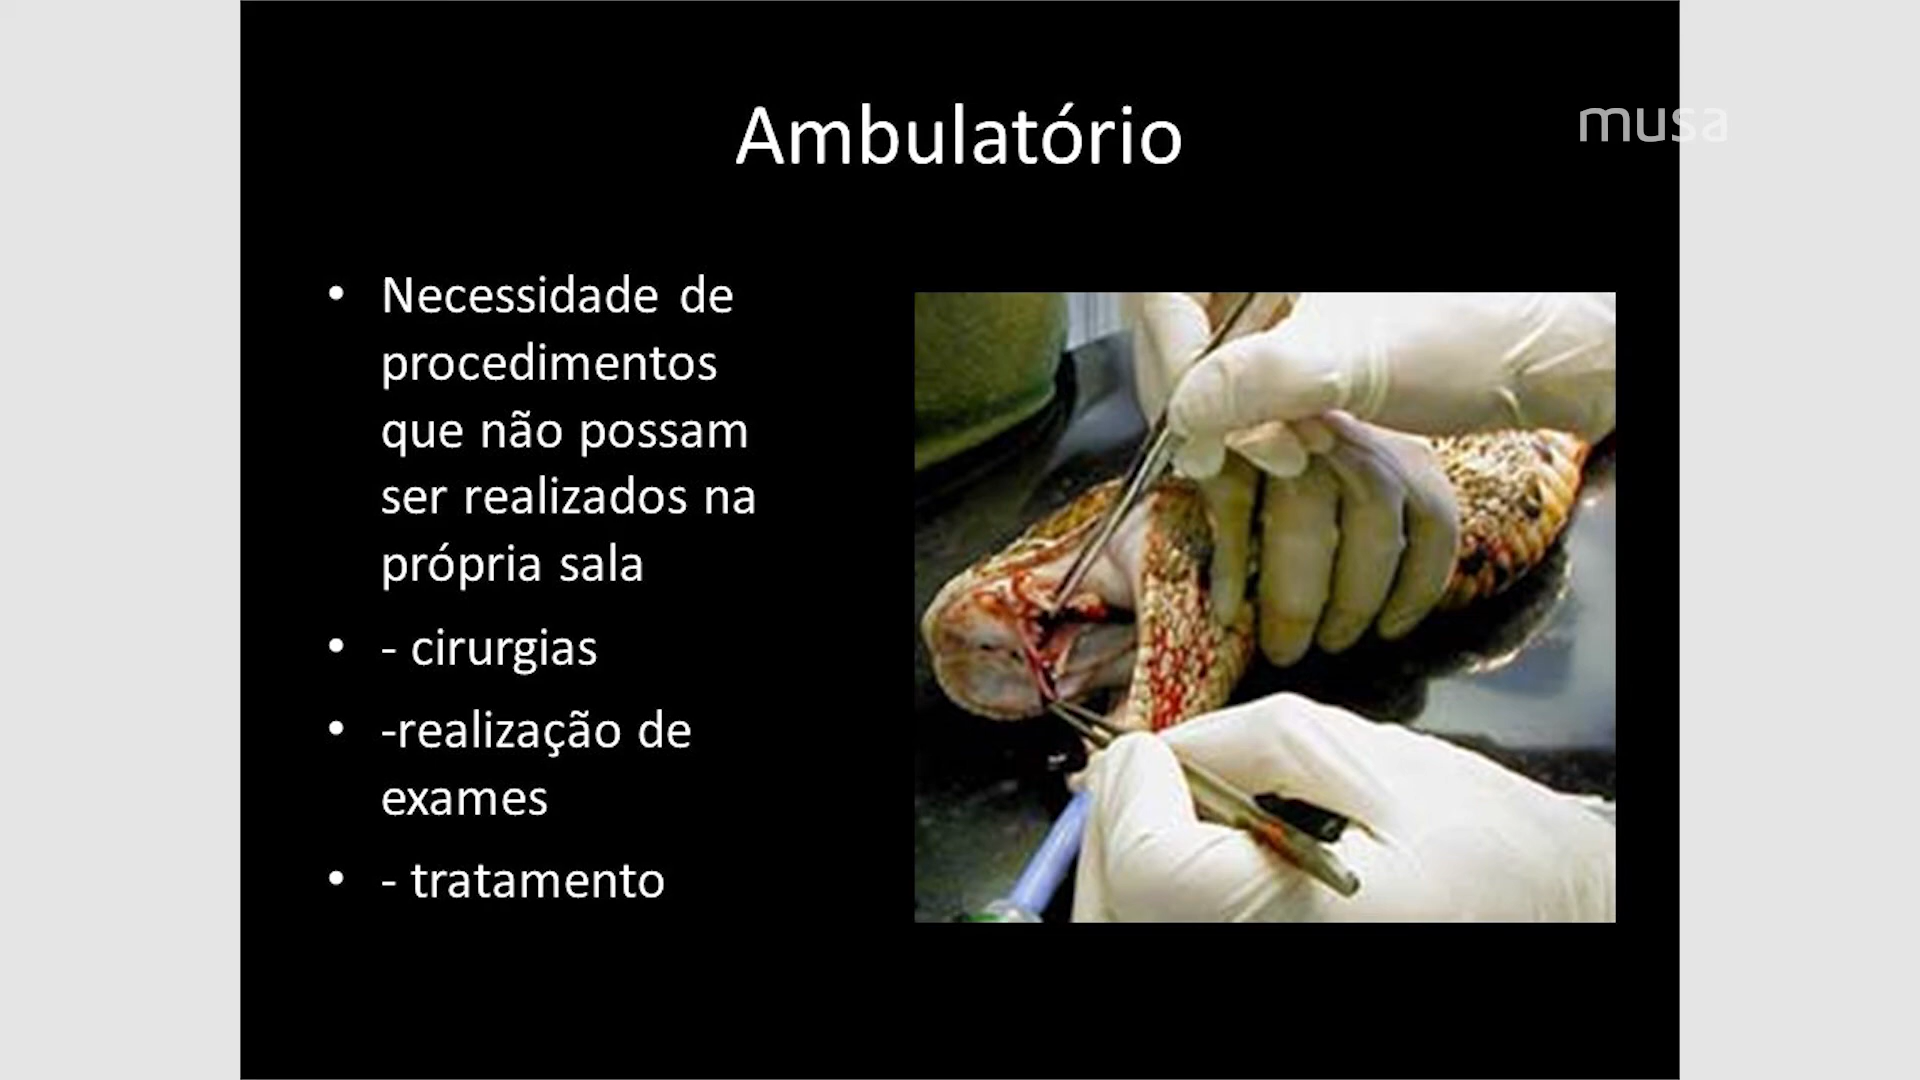 Ambulatório
musa
• Necessidade de
procedimentos
que não possam
ser realizados na
própria sala
• - cirurgias
• -realização de
exames
• - tratamento